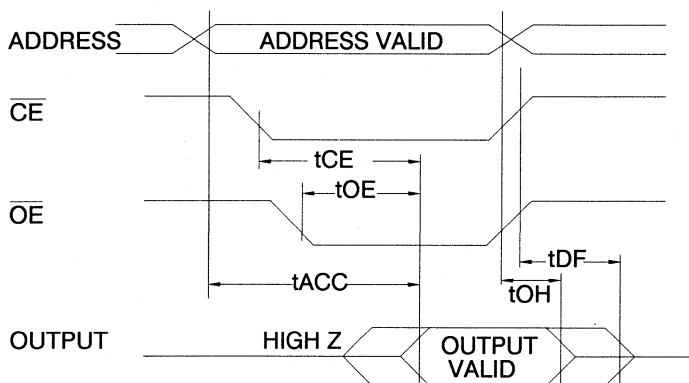 ADDRESS
ADDRESS VALID
CE
tCE
tOE
OE
tDF
tACC
tOH
OUTPUT
HIGH Z
OUTPUT
VALID